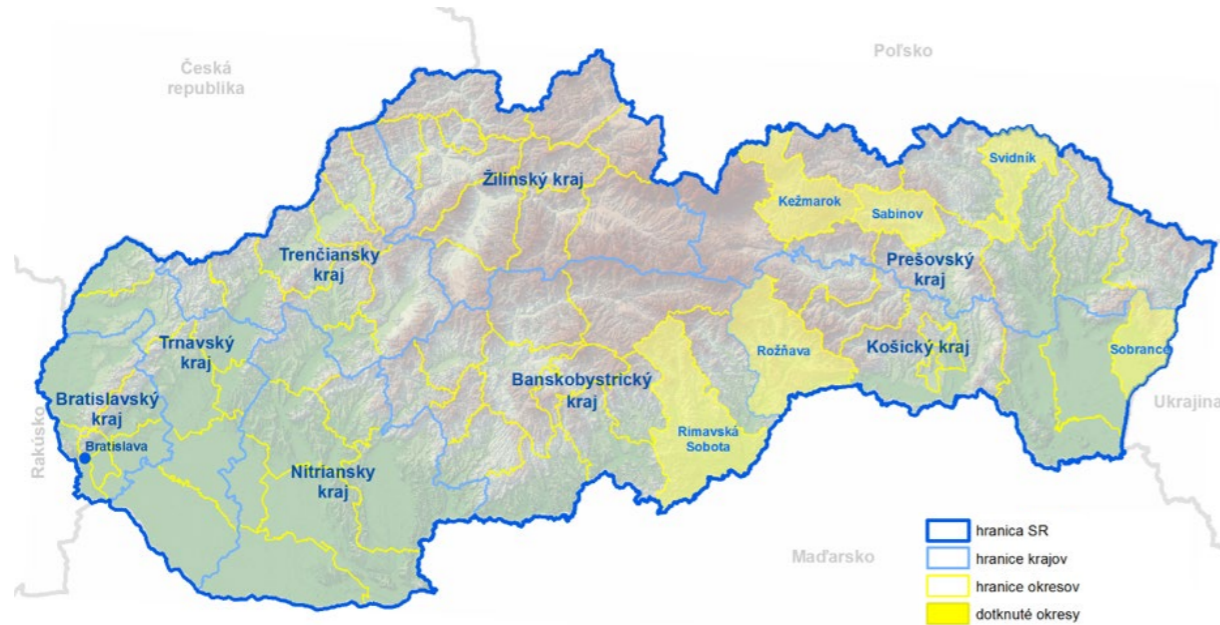 Poľsko
Česká
republika
Svidník
Žilinský kraj
Kežmarok
Sabinov
Trenčiansky
kraj
Prešovský
kraj
Trnavský
kraj
Rožňava
Košický kraj
Sobrance
Banskobystrický
kraj
Bratislavský
kraj
Ukrajina
Rakúsko
Bratislava
Rimavská
Sobota
Nitriansky
kraj
Maďarsko
hranica SR
hranice krajov
hranice okresov
dotknuté okresy